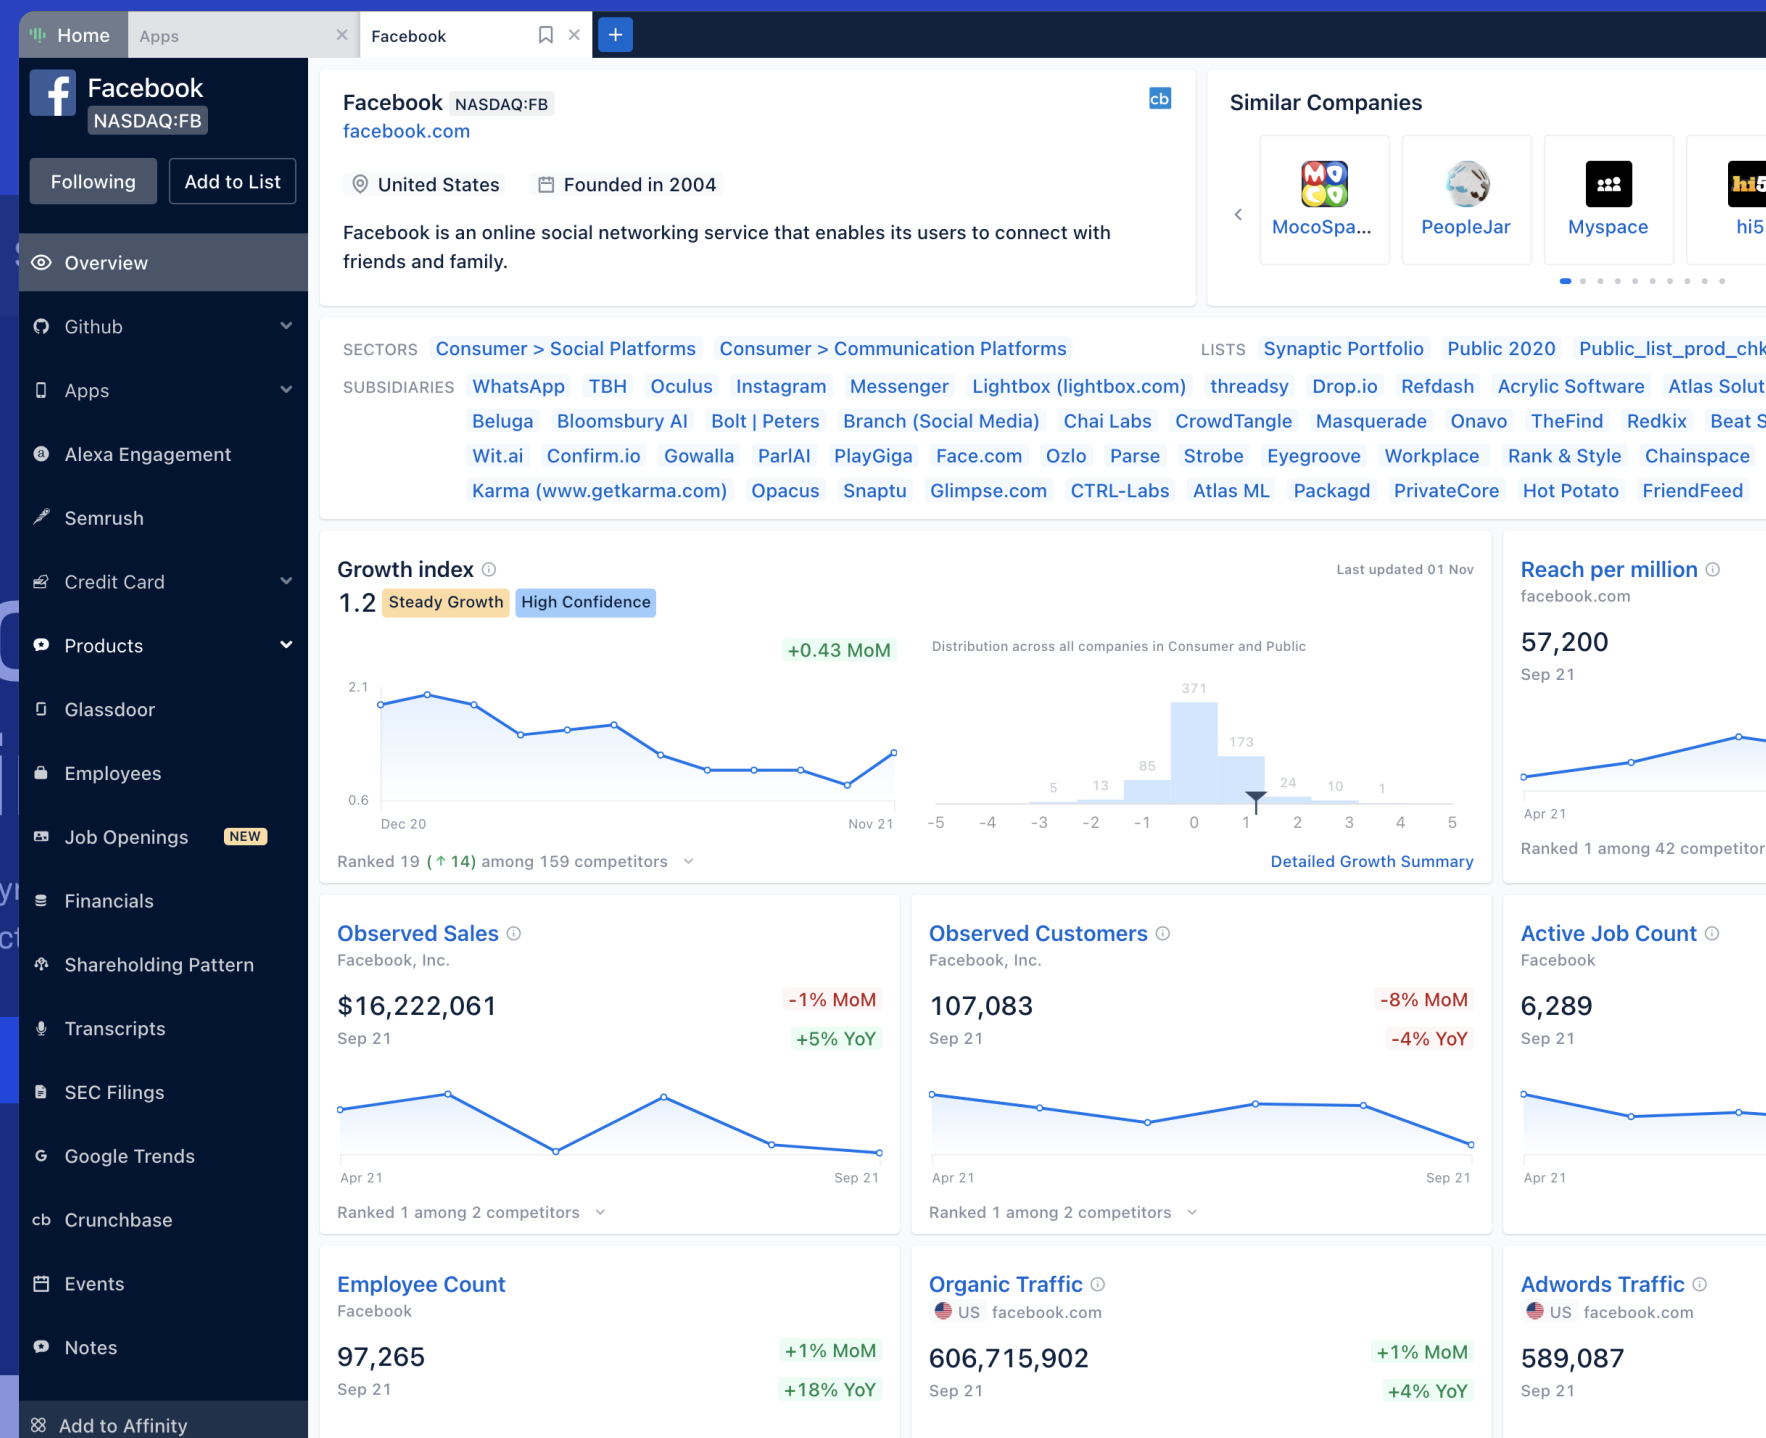 Home
Apps
Facebook
Facebook
NASDAQ:FB
Following
Add to List
Overview
Github
Apps
Alexa Engagement
Semrush
Credit Card
Products
Glassdoor
Employees
Job Openings NEW
Financials
Shareholding Pattern
Transcripts
SEC Filings
Google Trends
cb Crunchbase
Events
Notes
Add to Affinity
Facebook NASDAQ:FB
cb
facebook.com
United States
Founded in 2004
Facebook is an online social networking service that enables its users to connect with
friends and family.
Similar Companies
MocoSpa...
PeopleJar
Myspace
hi5
SECTORS Consumer > Social Platforms Consumer > Communication Platforms
LISTS Synaptic Portfolio Public 2020 Public_list_prod_chk
SUBSIDIARIES WhatsApp TBH Oculus Instagram Messenger Lightbox (lightbox.com) threadsy Drop.io Refdash Acrylic Software Atlas Solut
Beluga Bloomsbury AI Bolt | Peters Branch (Social Media) Chai Labs CrowdTangle Masquerade Onavo TheFind Redkix Beat S
Wit.ai Confirm.io Gowalla ParlAI PlayGiga Face.com Ozlo Parse Strobe Eyegroove Workplace Rank & Style Chainspace
Karma (www.getkarma.com) Opacus Snaptu Glimpse.com CTRL-Labs Atlas ML Packagd PrivateCore Hot Potato FriendFeed
Growth index
Last updated 01 Nov
1.2 Steady Growth High Confidence
+0.43 MoM
2.1
0.6
Dec 20
Nov 21
Distribution across all companies in Consumer and Public
5 13 85 371 173 24 10 1
-5 -4 -3 -2 -1 0 1 2 3 4 5
Ranked 19 (↑ 14) among 159 competitors
Detailed Growth Summary
Reach per million
facebook.com
57,200
Sep 21
Apr 21
Ranked 1 among 42 competitor
Observed Sales
Facebook, Inc.
$16,222,061
-1% MoM
Sep 21
+5% YoY
Apr 21
Sep 21
Ranked 1 among 2 competitors
Observed Customers
Facebook, Inc.
107,083
-8% MoM
Sep 21
-4% YoY
Apr 21
Sep 21
Ranked 1 among 2 competitors
Active Job Count
Facebook
6,289
Sep 21
Apr 21
Employee Count
Facebook
97,265
+1% MoM
Sep 21
+18% YoY
Organic Traffic
US facebook.com
606,715,902
+1% MoM
Sep 21
+4% YoY
Adwords Traffic
US facebook.com
589,087
Sep 21